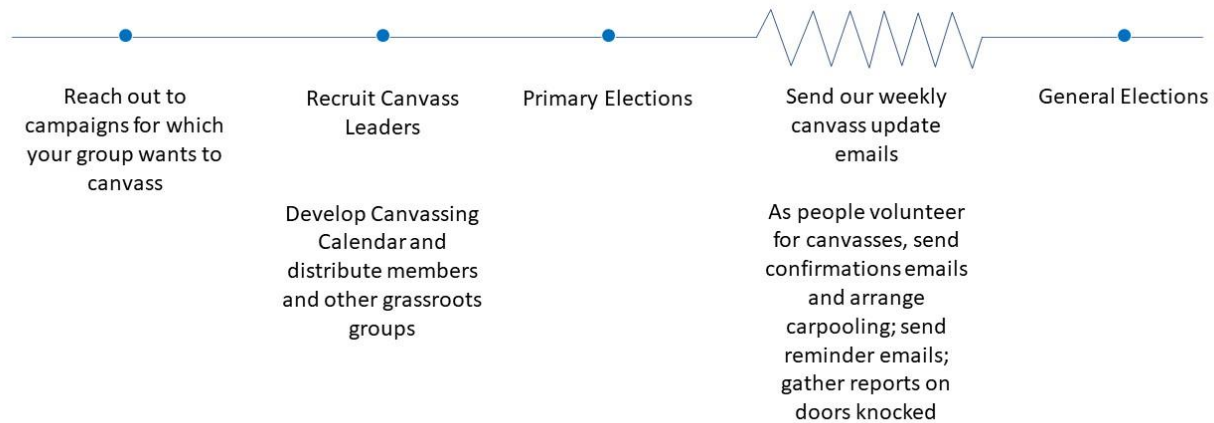 Reach out to
campaigns for which
your group wants to
canvass
Recruit Canvass
Leaders
Develop Canvassing
Calendar and
distribute members
and other grassroots
groups
Primary Elections
Send our weekly
canvass update
emails
As people volunteer
for canvasses, send
confirmations emails
and arrange
carpooling; send
reminder emails;
gather reports on
doors knocked
General Elections